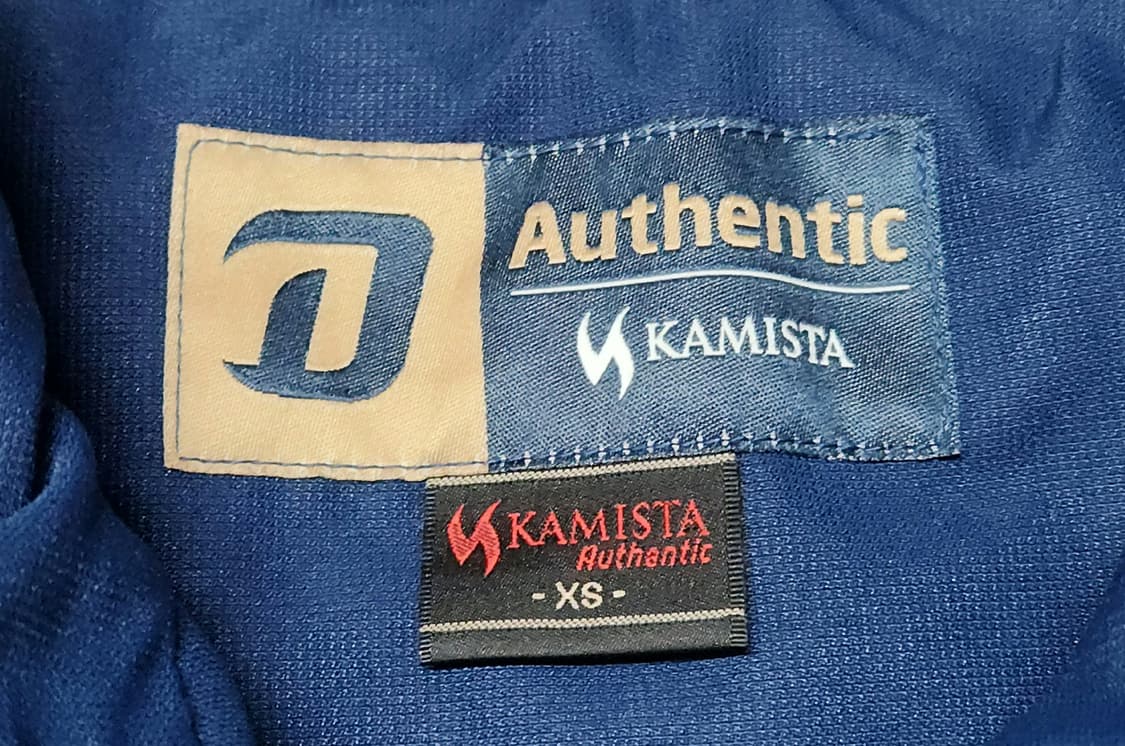 Authentic
KAMISTA
KAMISTA
Authentic
- XS -